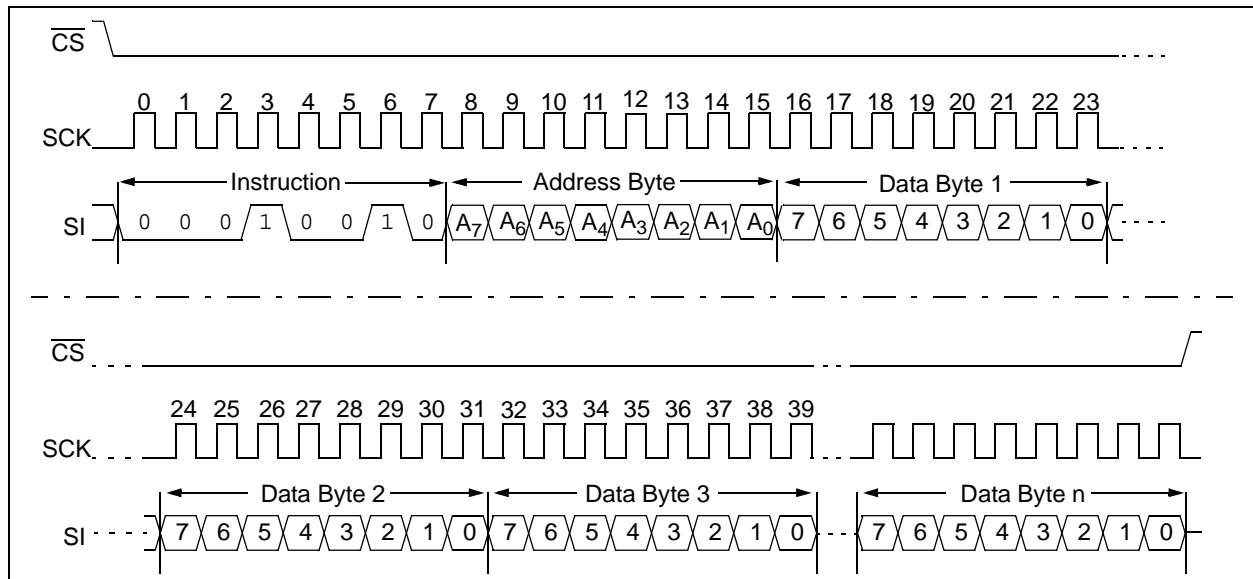 CS
0 1 2 3 4 5 6 7 8 9 10 11 12 13 14 15 16 17 18 19 20 21 22 23
SCK
Instruction Address Byte Data Byte 1
SI 0 0 0 1 0 0 1 0 A7 A6 A5 A4 A3 A2 A1 A0 7 6 5 4 3 2 1 0
CS
24 25 26 27 28 29 30 31 32 33 34 35 36 37 38 39
SCK
Data Byte 2 Data Byte 3 Data Byte n
SI 7 6 5 4 3 2 1 0 7 6 5 4 3 2 1 0 7 6 5 4 3 2 1 0